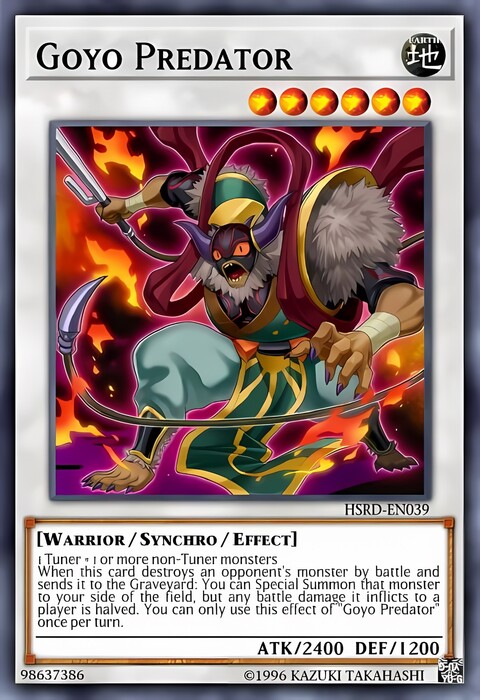 GOYO PREDATOR
EARTH
地
HSRD-EN039
[WARRIOR / SYNCHRO / EFFECT]
1 Tuner + 1 or more non-Tuner monsters
When this card destroys an opponent's monster by battle and
sends it to the Graveyard: You can Special Summon that monster
to your side of the field, but any battle damage it inflicts to a
player is halved. You can only use this effect of "Goyo Predator"
once per turn.
ATK/2400 DEF/1200
98637386
©1996 KAZUKI TAKAHASHI